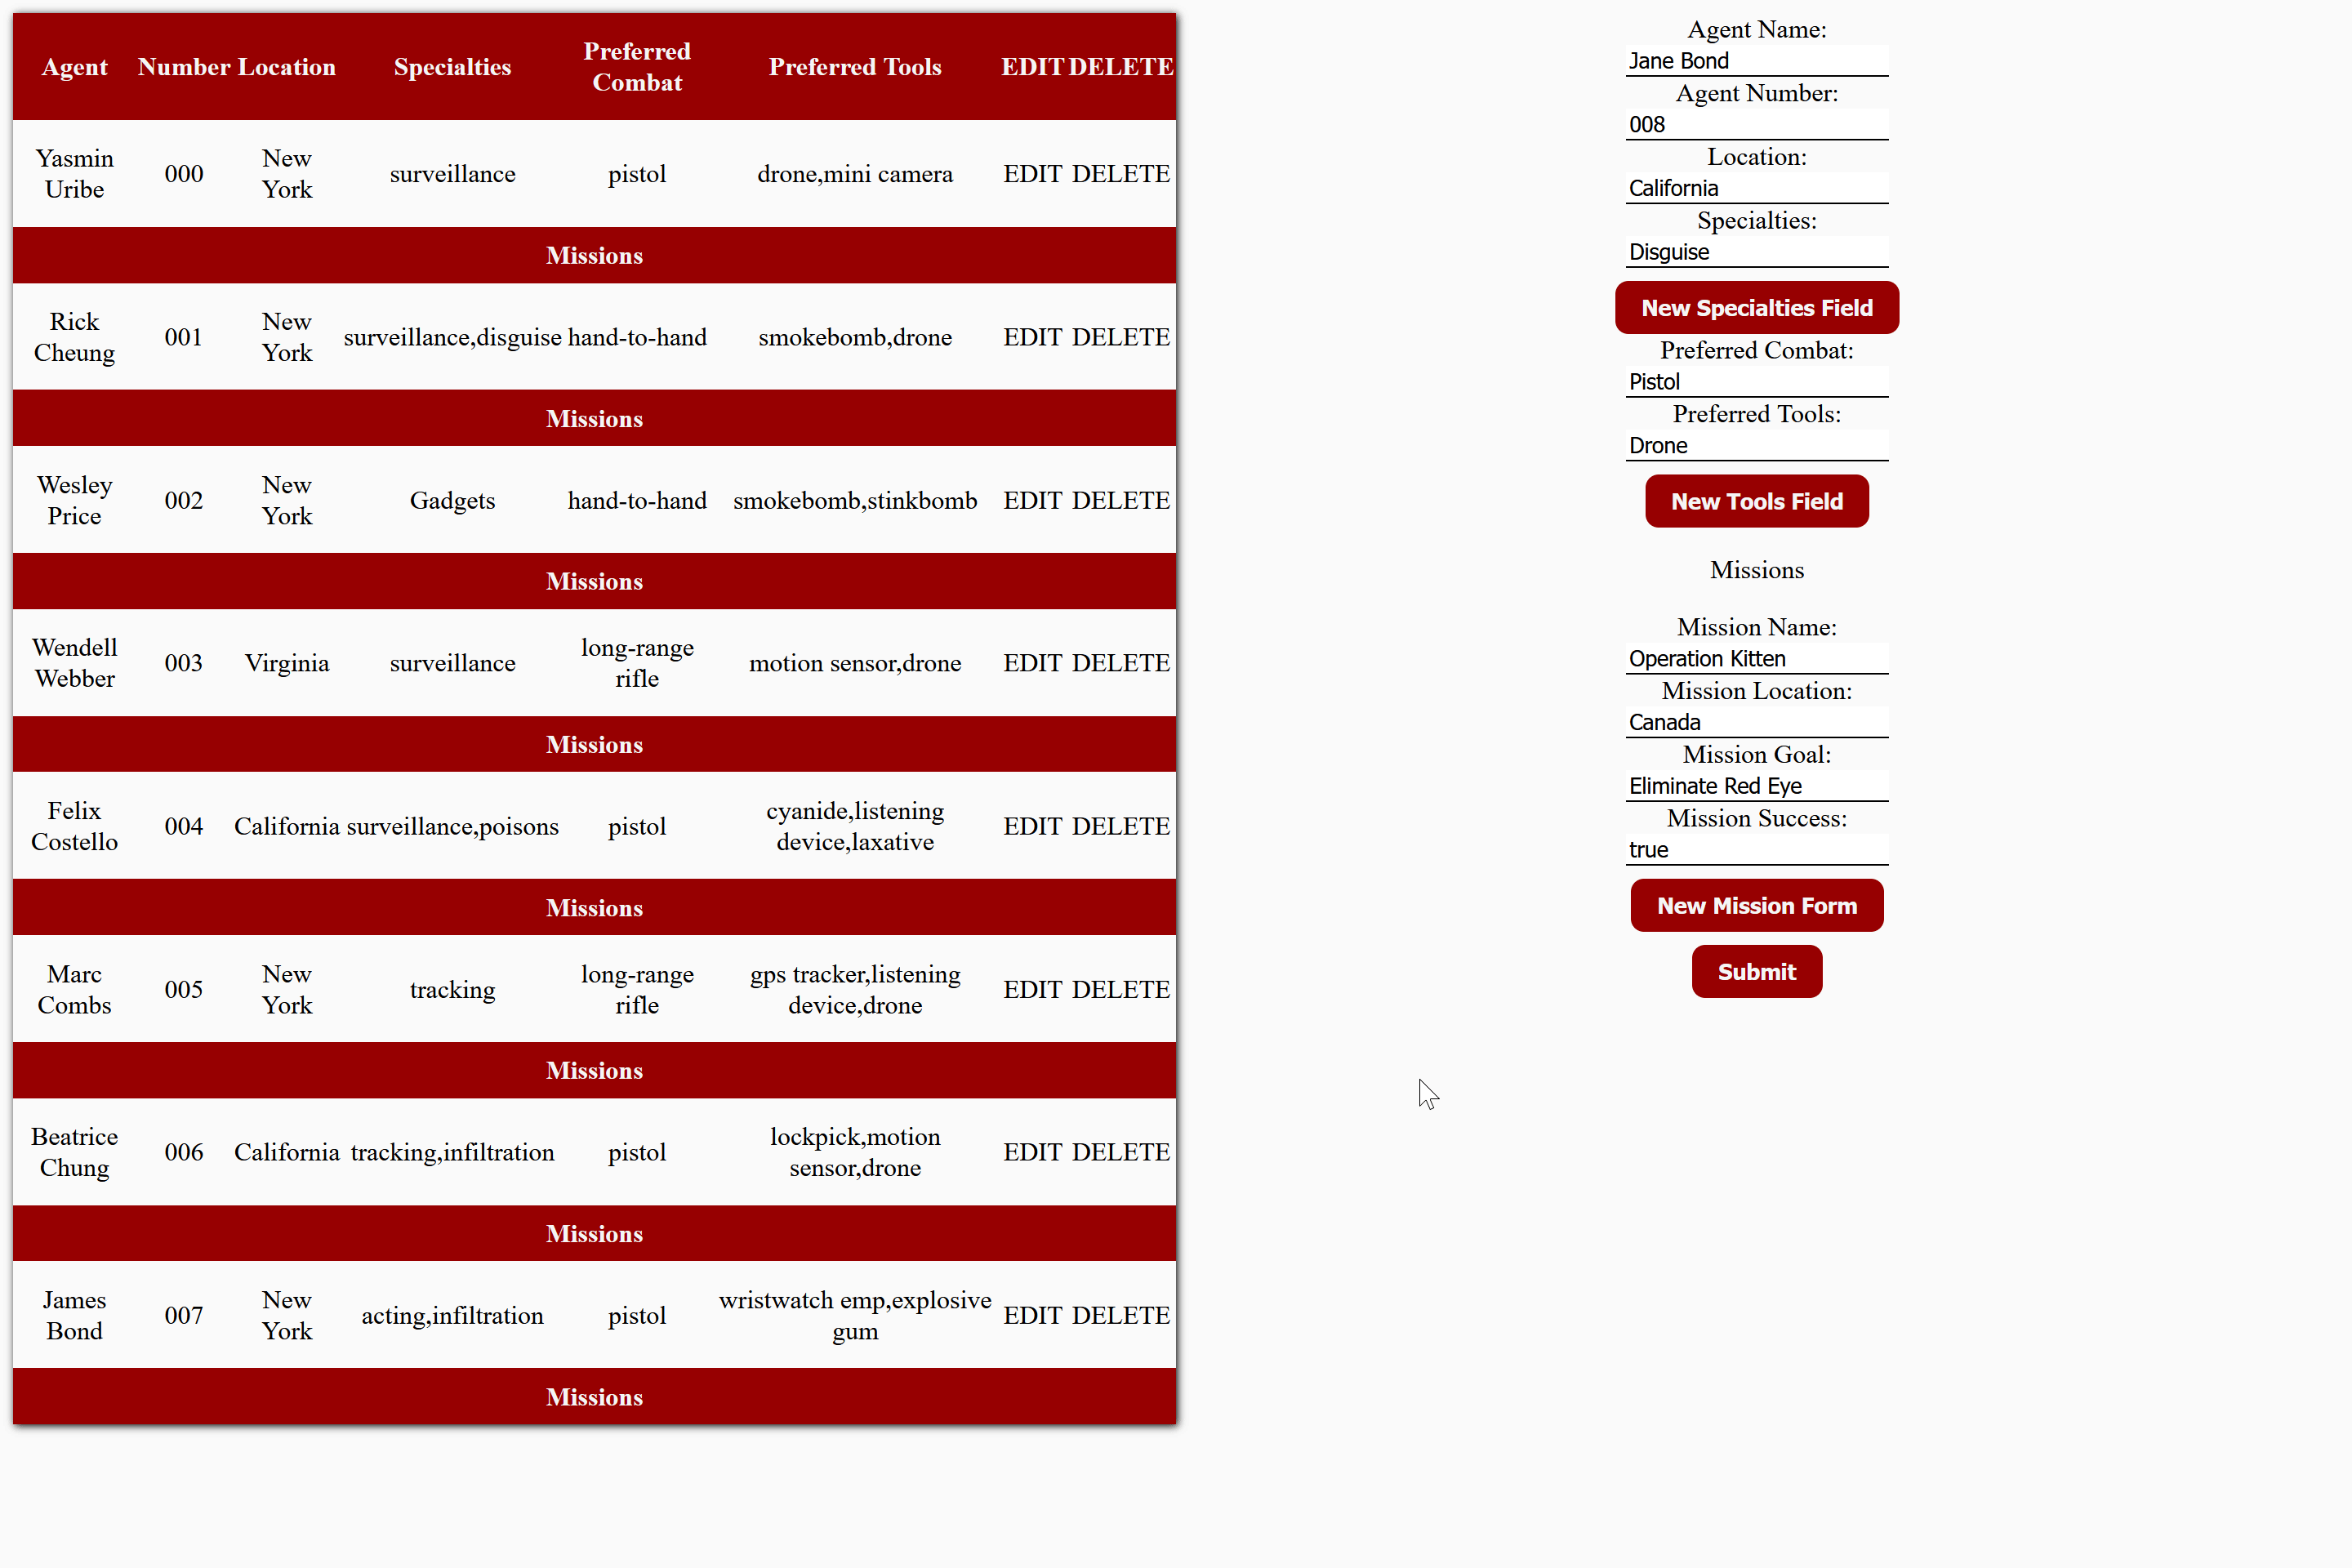 Agent Number Location Specialties Preferred Combat Preferred Tools EDIT DELETE
Yasmin Uribe 000 New York surveillance pistol drone,mini camera EDIT DELETE
Missions
Rick Cheung 001 New York surveillance,disguise hand-to-hand smokebomb,drone EDIT DELETE
Missions
Wesley Price 002 New York Gadgets hand-to-hand smokebomb,stinkbomb EDIT DELETE
Missions
Wendell Webber 003 Virginia surveillance long-range rifle motion sensor,drone EDIT DELETE
Missions
Felix Costello 004 California surveillance,poisons pistol cyanide,listening device,laxative EDIT DELETE
Missions
Marc Combs 005 New York tracking long-range rifle gps tracker,listening device,drone EDIT DELETE
Missions
Beatrice Chung 006 California tracking,infiltration pistol lockpick,motion sensor,drone EDIT DELETE
Missions
James Bond 007 New York acting,infiltration pistol wristwatch emp,explosive gum EDIT DELETE
Missions
Agent Name:
Jane Bond
Agent Number:
008
Location:
California
Specialties:
Disguise
New Specialties Field
Preferred Combat:
Pistol
Preferred Tools:
Drone
New Tools Field
Missions
Mission Name:
Operation Kitten
Mission Location:
Canada
Mission Goal:
Eliminate Red Eye
Mission Success:
true
New Mission Form
Submit